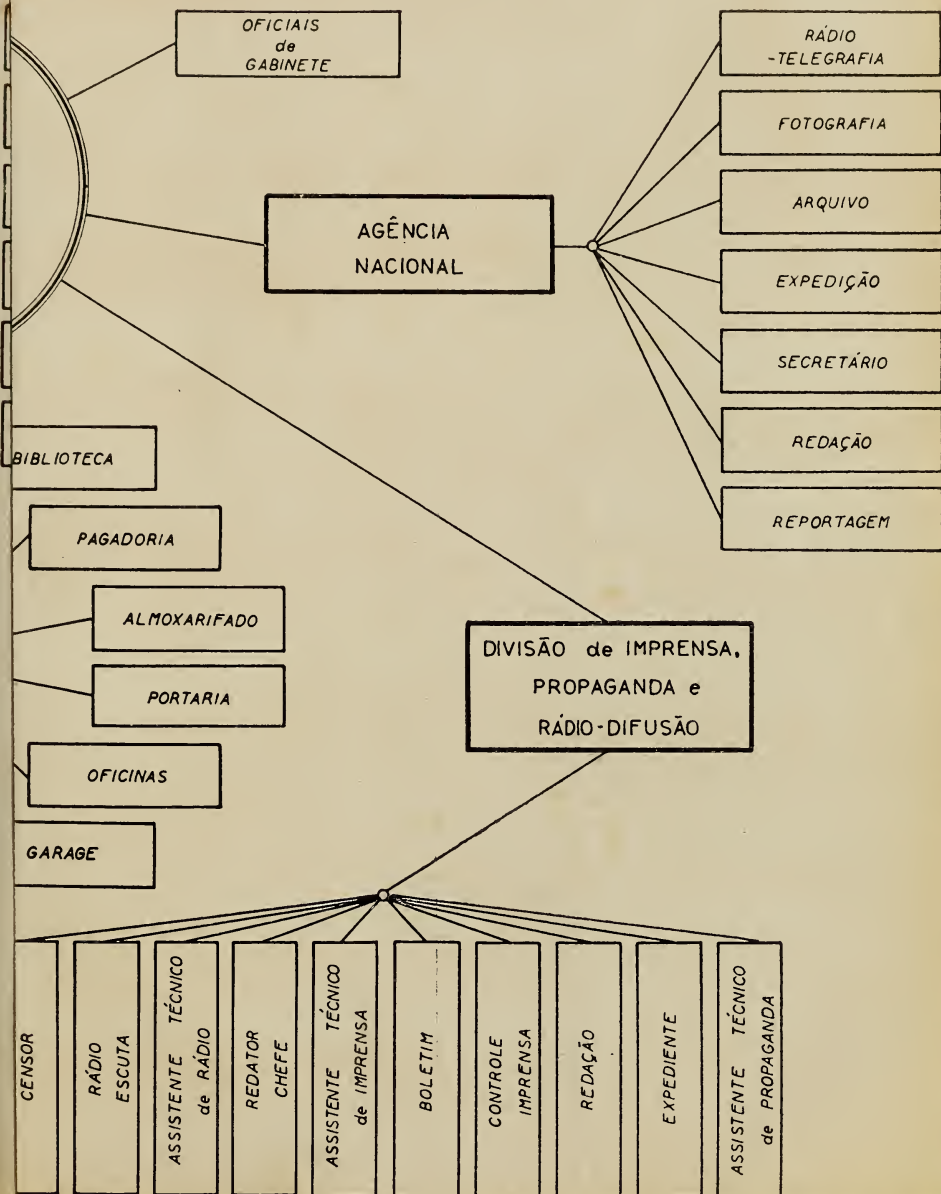 OFICIAIS
de
GABINETE
RÁDIO
-TELEGRAFIA
FOTOGRAFIA
ARQUIVO
EXPEDIÇÃO
SECRETÁRIO
REDAÇÃO
REPORTAGEM
AGÊNCIA
NACIONAL
BIBLIOTECA
PAGADORIA
ALMOXARIFADO
PORTARIA
OFICINAS
GARAGE
DIVISÃO de IMPRENSA,
PROPAGANDA e
RÁDIO-DIFUSÃO
CENSOR
RÁDIO
ESCUTA
ASSISTENTE TÉCNICO
de RÁDIO
REDATOR
CHEFE
ASSISTENTE TÉCNICO
de IMPRENSA
BOLETIM
CONTROLE
IMPRENSA
REDAÇÃO
EXPEDIENTE
ASSISTENTE TÉCNICO
de PROPAGANDA